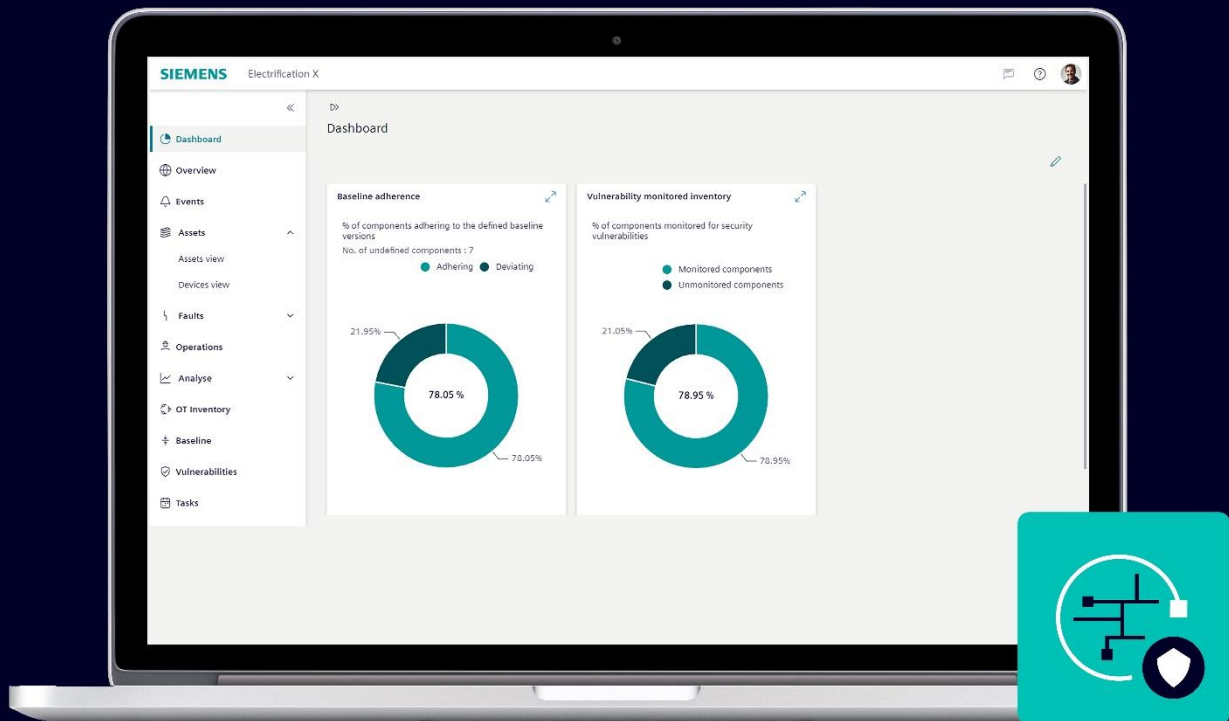 SIEMENS Electrification X
Dashboard
Dashboard
Overview
Events
Assets
Assets view
Devices view
Faults
Operations
Analyse
OT Inventory
Baseline
Vulnerabilities
Tasks
Baseline adherence
% of components adhering to the defined baseline
versions
No. of undefined components : 7
Adhering Deviating
21.95%
78.05 %
78.05%
Vulnerability monitored inventory
% of components monitored for security
vulnerabilities
Monitored components
Unmonitored components
21.05%
78.95 %
78.95%